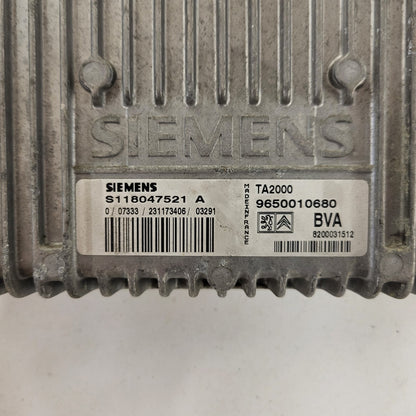 SIEMENS
SIEMENS
S118047521 A
0 / 07333 / 231173406 / 03291
MADE IN FRANCE
TA2000
9650010680
BVA
8200031512